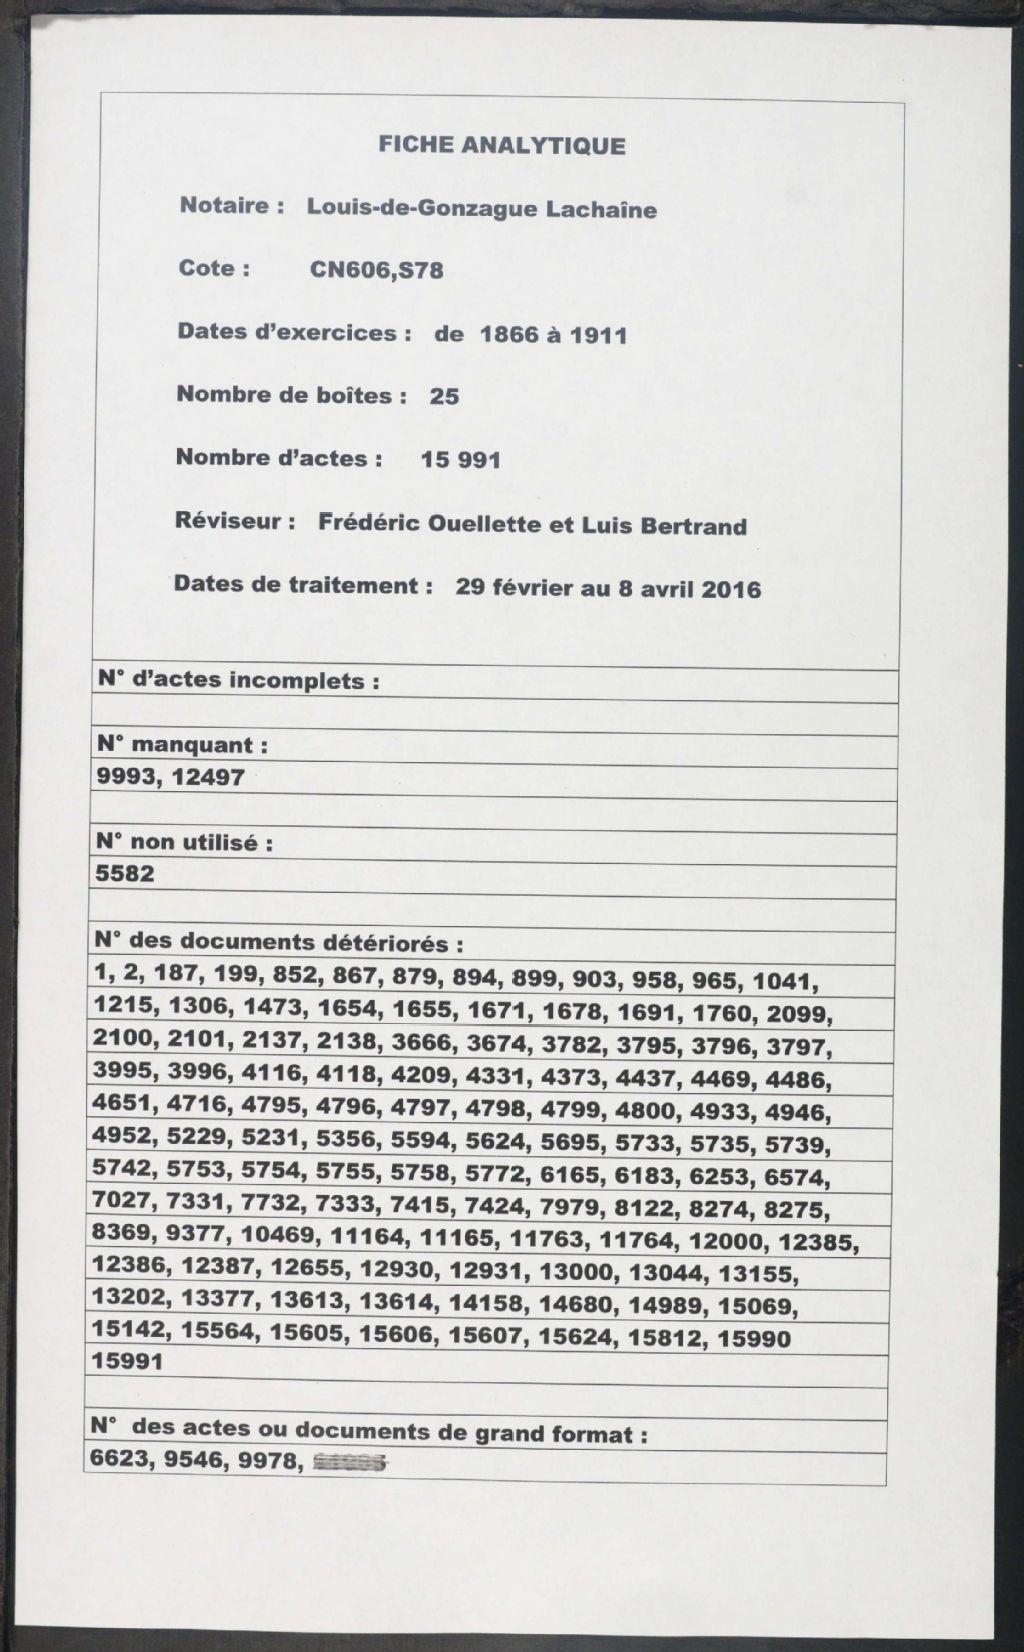 FICHE ANALYTIQUE
Notaire : Louis-de-Gonzague Lachaîne
Cote : CN606,S78
Dates d'exercices : de 1866 à 1911
Nombre de boîtes : 25
Nombre d'actes : 15 991
Réviseur : Frédéric Ouellette et Luis Bertrand
Dates de traitement : 29 février au 8 avril 2016
N° d'actes incomplets :
N° manquant :
9993, 12497
N° non utilisé :
5582
N° des documents détériorés :
1, 2, 187, 199, 852, 867, 879, 894, 899, 903, 958, 965, 1041,
1215, 1306, 1473, 1654, 1655, 1671, 1678, 1691, 1760, 2099,
2100, 2101, 2137, 2138, 3666, 3674, 3782, 3795, 3796, 3797,
3995, 3996, 4116, 4118, 4209, 4331, 4373, 4437, 4469, 4486,
4651, 4716, 4795, 4796, 4797, 4798, 4799, 4800, 4933, 4946,
4952, 5229, 5231, 5356, 5594, 5624, 5695, 5733, 5735, 5739,
5742, 5753, 5754, 5755, 5758, 5772, 6165, 6183, 6253, 6574,
7027, 7331, 7732, 7333, 7415, 7424, 7979, 8122, 8274, 8275,
8369, 9377, 10469, 11164, 11165, 11763, 11764, 12000, 12385,
12386, 12387, 12655, 12930, 12931, 13000, 13044, 13155,
13202, 13377, 13613, 13614, 14158, 14680, 14989, 15069,
15142, 15564, 15605, 15606, 15607, 15624, 15812, 15990
15991
N° des actes ou documents de grand format :
6623, 9546, 9978,